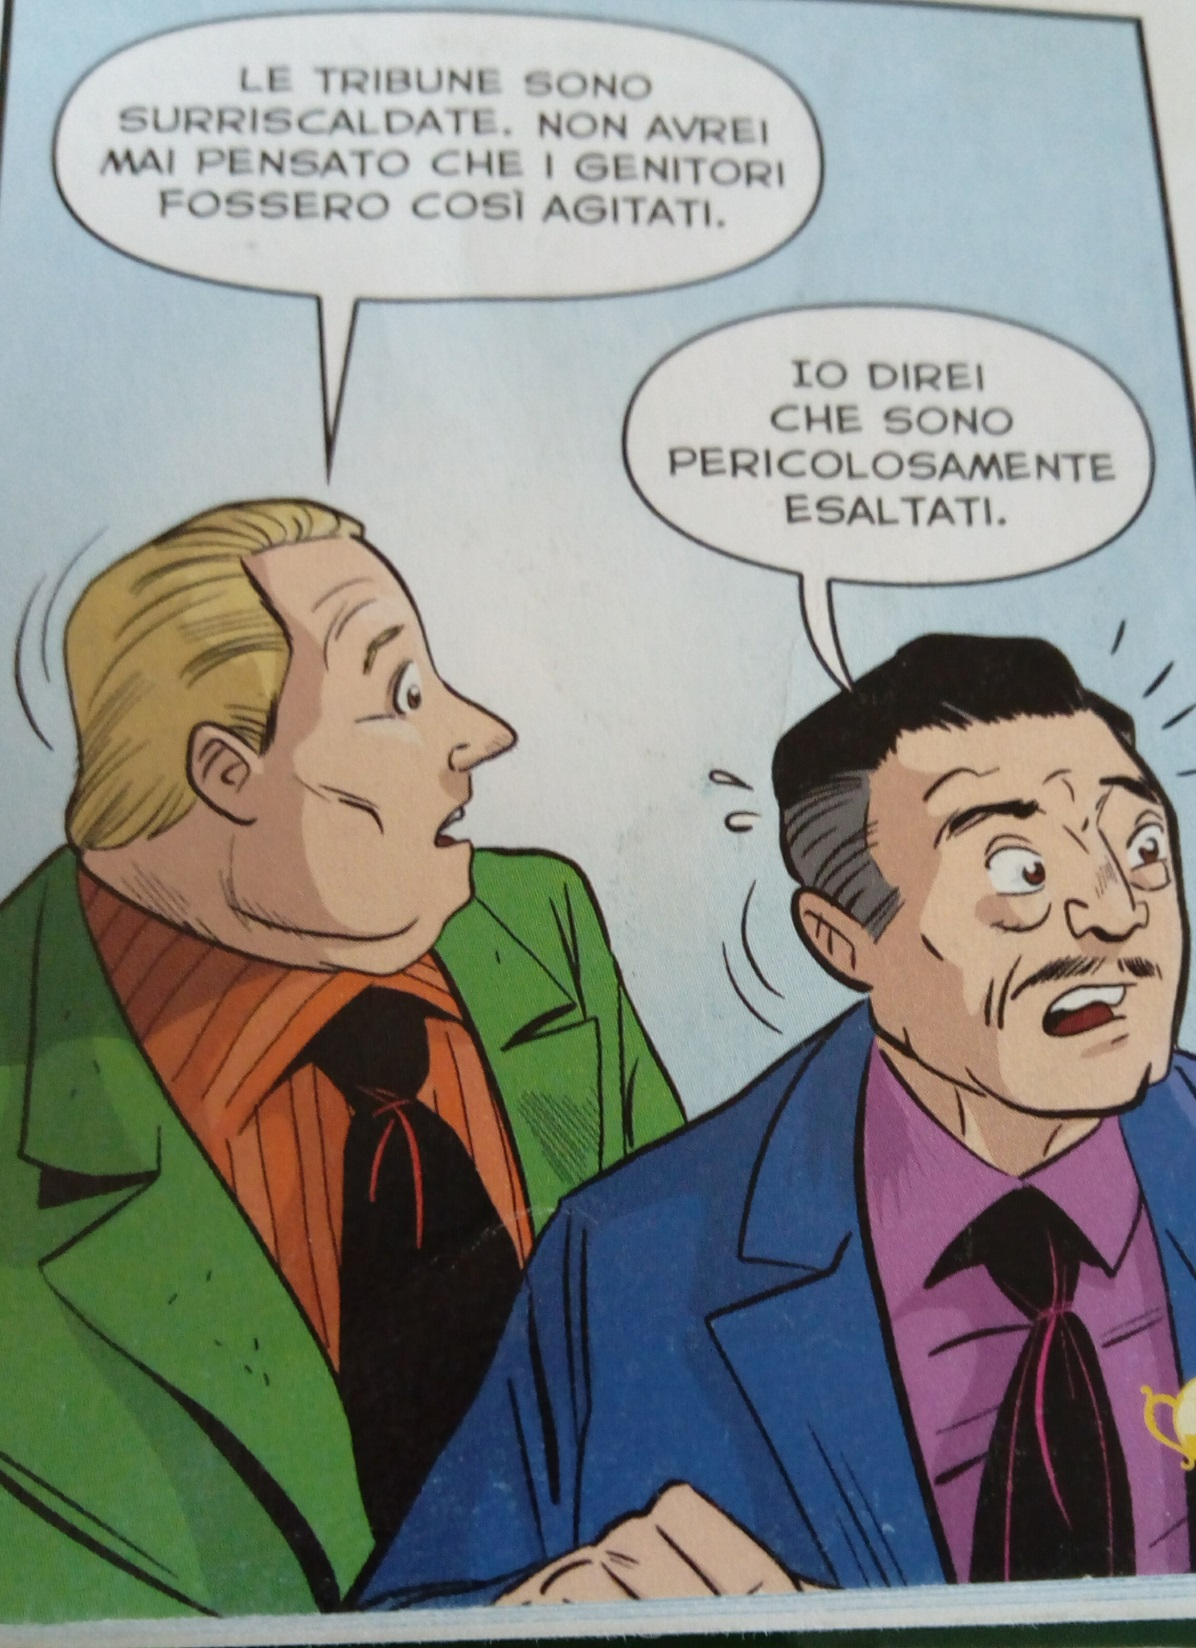 LE TRIBUNE SONO
SURRISCALDATE. NON AVREI
MAI PENSATO CHE I GENITORI
FOSSERO COSÌ AGITATI.
IO DIREI
CHE SONO
PERICOLOSAMENTE
ESALTATI.